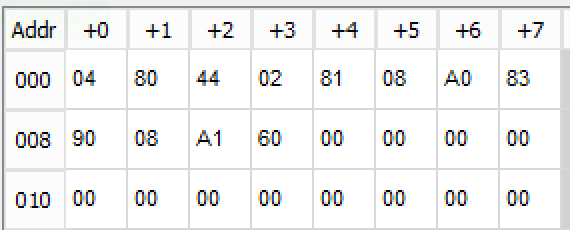 Addr +0 +1 +2 +3 +4 +5 +6 +7
000 04 80 44 02 81 08 A0 83
008 90 08 A1 60 00 00 00 00
010 00 00 00 00 00 00 00 00